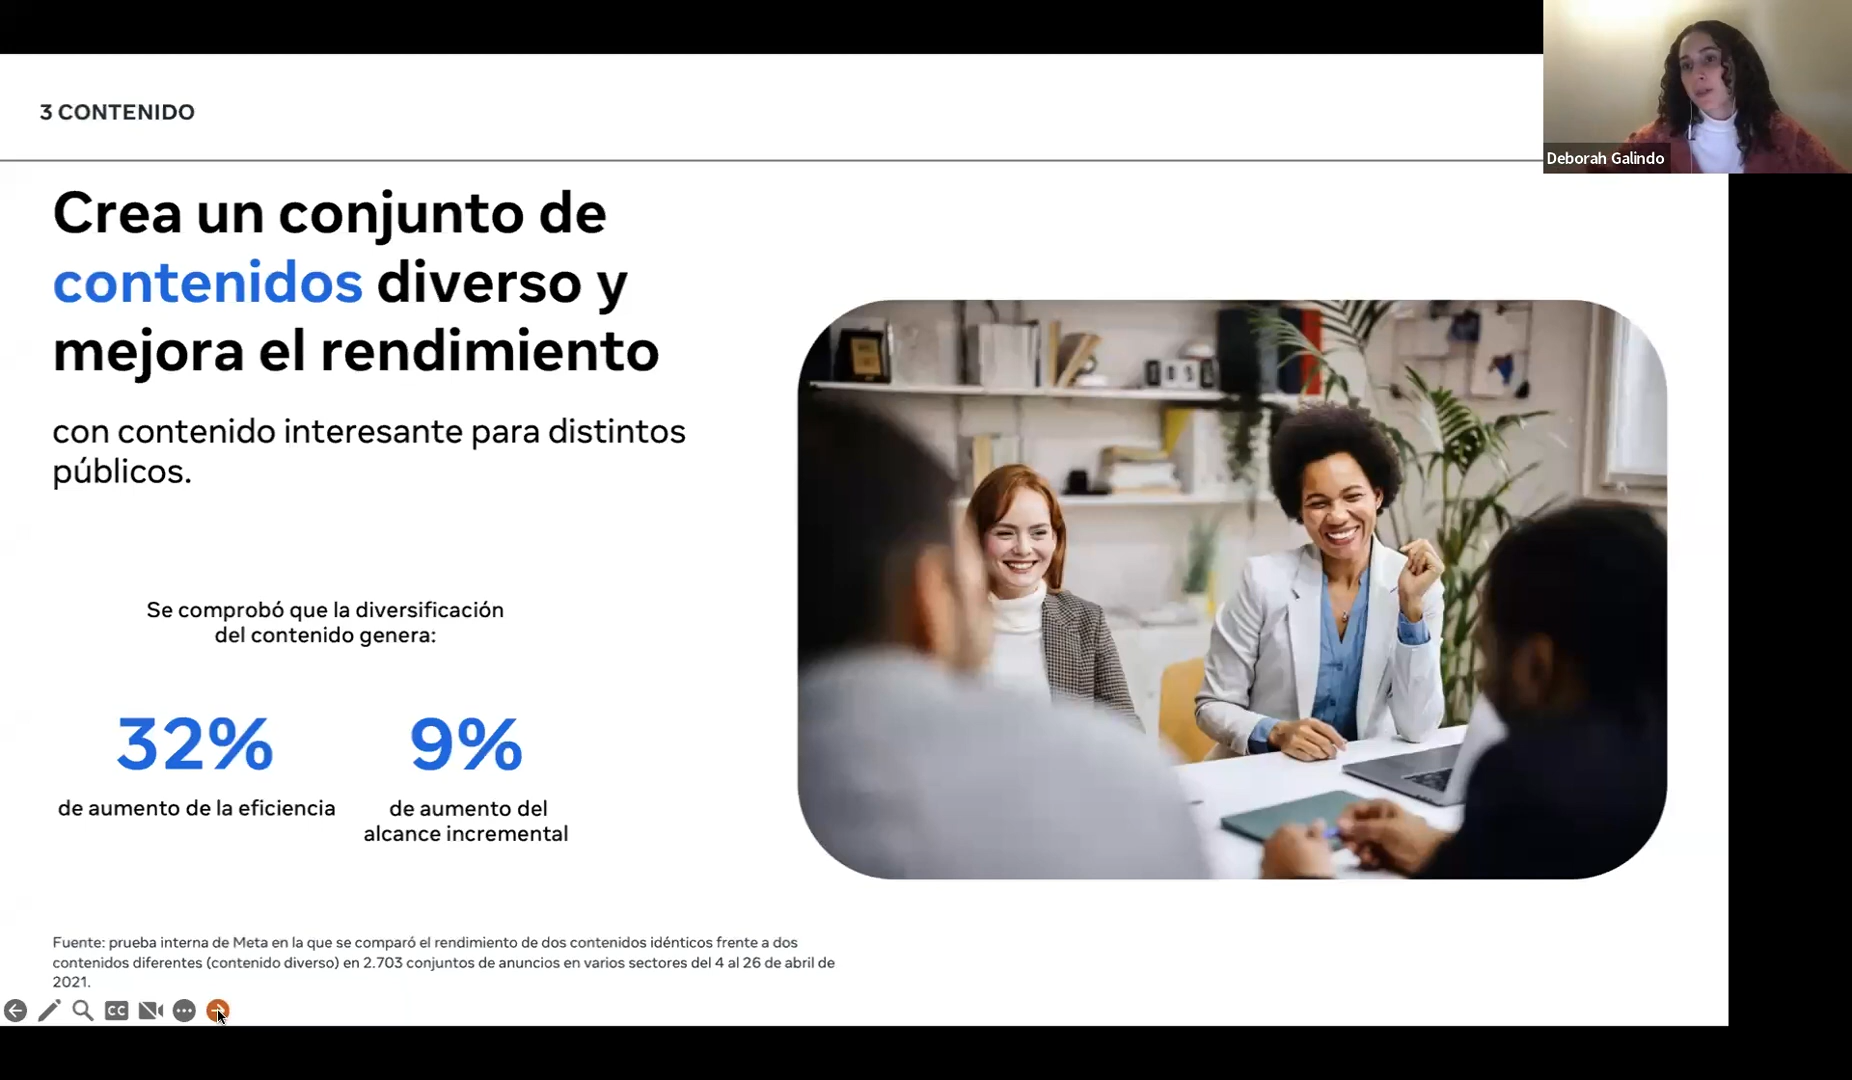 3 CONTENIDO
Deborah Galindo
Crea un conjunto de
contenidos diverso y
mejora el rendimiento
con contenido interesante para distintos
públicos.
Se comprobó que la diversificación
del contenido genera:
32%
de aumento de la eficiencia
9%
de aumento del
alcance incremental
Fuente: prueba interna de Meta en la que se comparó el rendimiento de dos contenidos idénticos frente a dos
contenidos diferentes (contenido diverso) en 2.703 conjuntos de anuncios en varios sectores del 4 al 26 de abril de
2021.
CC